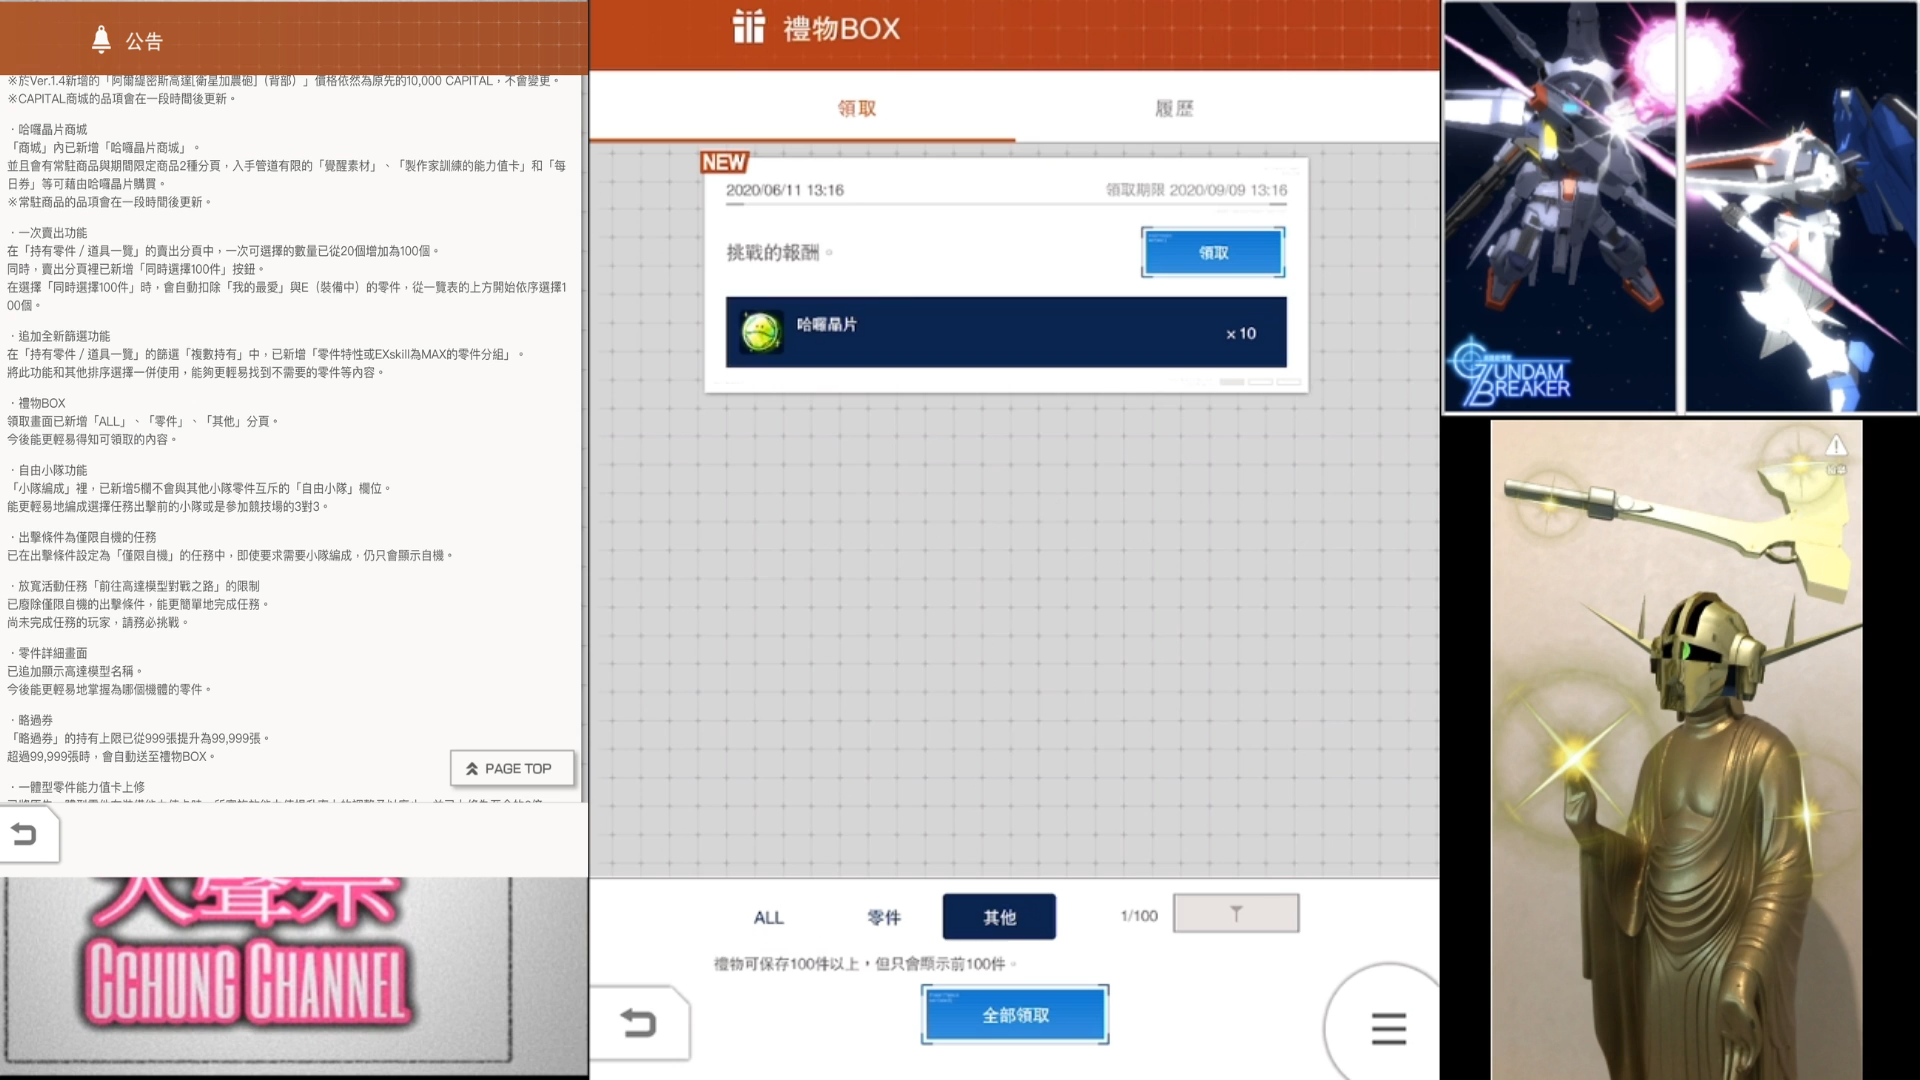 公告
※於Ver.1.4新增的「阿爾緹密斯高達[衛星加農砲]（背部）」價格依然為原先的10,000 CAPITAL，不會變更。
※CAPITAL商城的品項會在一段時間後更新。
・哈囉晶片商城
「商城」內已新增「哈囉晶片商城」。
並且會有常駐商品與期間限定商品2種分頁，入手管道有限的「覺醒素材」、「製作家訓練的能力值卡」和「每
日券」等可藉由哈囉晶片購買。
※常駐商品的品項會在一段時間後更新。
・一次賣出功能
在「持有零件 / 道具一覽」的賣出分頁中，一次可選擇的數量已從20個增加為100個。
同時，賣出分頁裡已新增「同時選擇100件」按鈕。
在選擇「同時選擇100件」時，會自動扣除「我的最愛」與E（裝備中）的零件，從一覽表的上方開始依序選擇1
00個。
・追加全新篩選功能
在「持有零件 / 道具一覽」的篩選「複數持有」中，已新增「零件特性或EXskill為MAX的零件分組」。
將此功能和其他排序選擇一併使用，能夠更輕易找到不需要的零件等內容。
・禮物BOX
領取畫面已新增「ALL」、「零件」、「其他」分頁。
今後能更輕易得知可領取的內容。
・自由小隊功能
「小隊編成」裡，已新增5欄不會與其他小隊零件互斥的「自由小隊」欄位。
能更輕易地編成選擇任務出擊前的小隊或是參加競技場的3對3。
・出擊條件為僅限自機的任務
已在出擊條件設定為「僅限自機」的任務中，即使要求需要小隊編成，仍只會顯示自機。
・放寬活動任務「前往高達模型對戰之路」的限制
已廢除僅限自機的出擊條件，能更簡單地完成任務。
尚未完成任務的玩家，請務必挑戰。
・零件詳細畫面
已追加顯示高達模型名稱。
今後能更輕易地掌握為哪個機體的零件。
・略過券
「略過券」的持有上限已從999張提升為99,999張。
超過99,999張時，會自動送至禮物BOX。
・一體型零件能力值卡上修
PAGE TOP
CCHUNG CHANNEL
禮物BOX
領取
履歷
NEW
2020/06/11 13:16
領取期限 2020/09/09 13:16
挑戰的報酬。
領取
哈囉晶片
×10
ALL
零件
其他
1/100
禮物可保存100件以上，但只會顯示前100件。
全部領取
GUNDAM
BREAKER